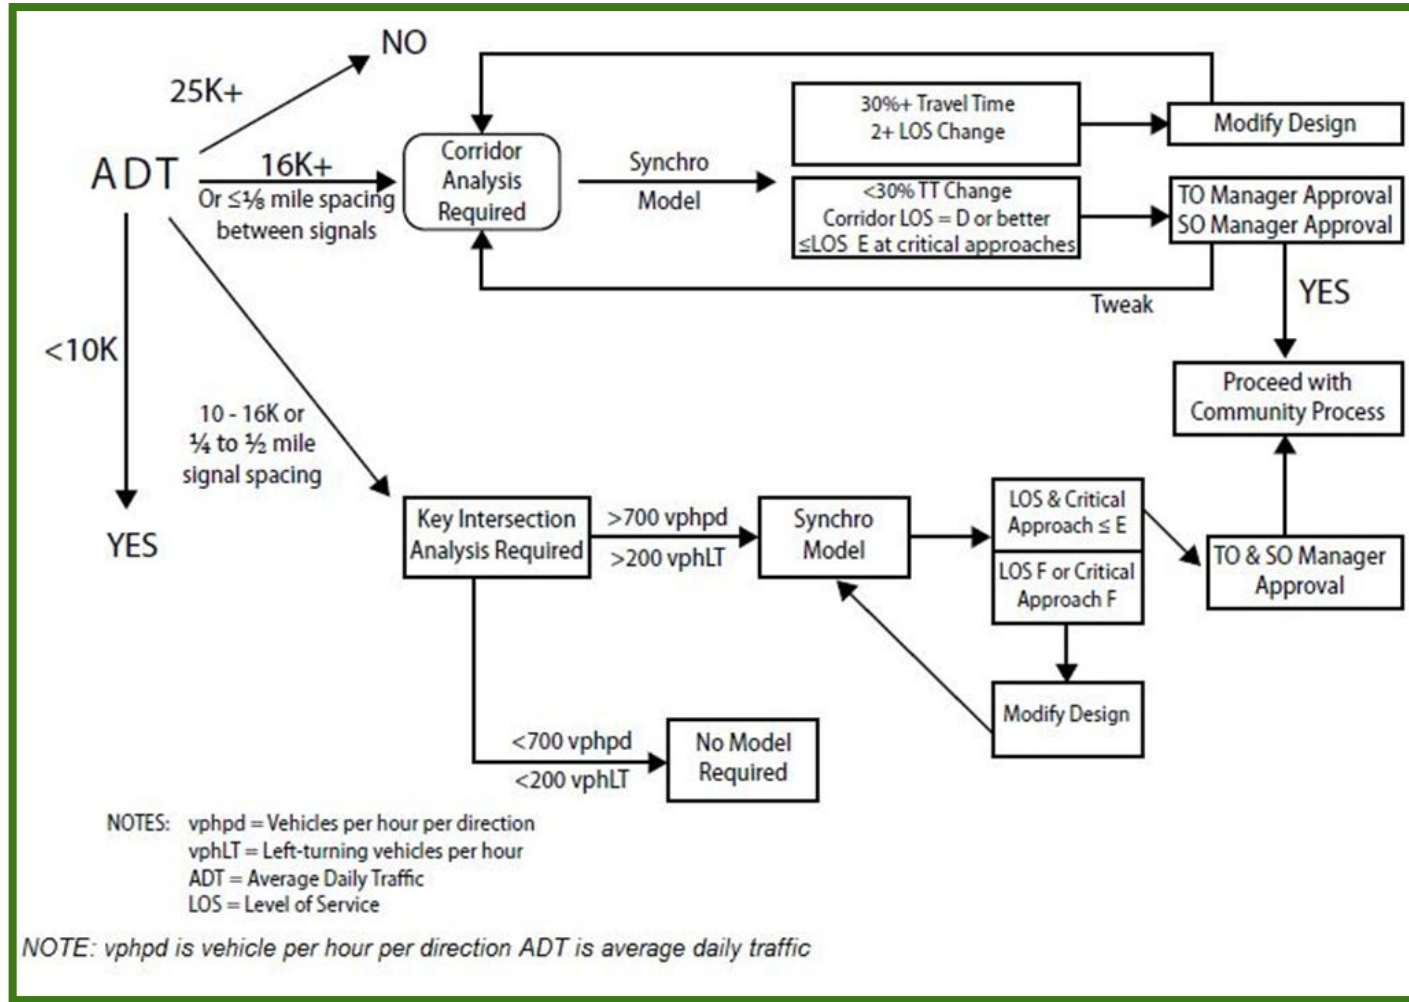 NO
25K+
ADT
16K+
Or ≤⅛ mile spacing
between signals
Corridor
Analysis
Required
Synchro
Model
30%+ Travel Time
2+ LOS Change
Modify Design
<30% TT Change
Corridor LOS = D or better
≤LOS E at critical approaches
TO Manager Approval
SO Manager Approval
Tweak
YES
<10K
10 - 16K or
¼ to ½ mile
signal spacing
YES
Proceed with
Community Process
Key Intersection
Analysis Required
>700 vphpd
>200 vphLT
Synchro
Model
LOS & Critical
Approach ≤ E
LOS F or Critical
Approach F
TO & SO Manager
Approval
Modify Design
<700 vphpd
<200 vphLT
No Model
Required
NOTES: vphpd = Vehicles per hour per direction
vphLT = Left-turning vehicles per hour
ADT = Average Daily Traffic
LOS = Level of Service
NOTE: vphpd is vehicle per hour per direction ADT is average daily traffic